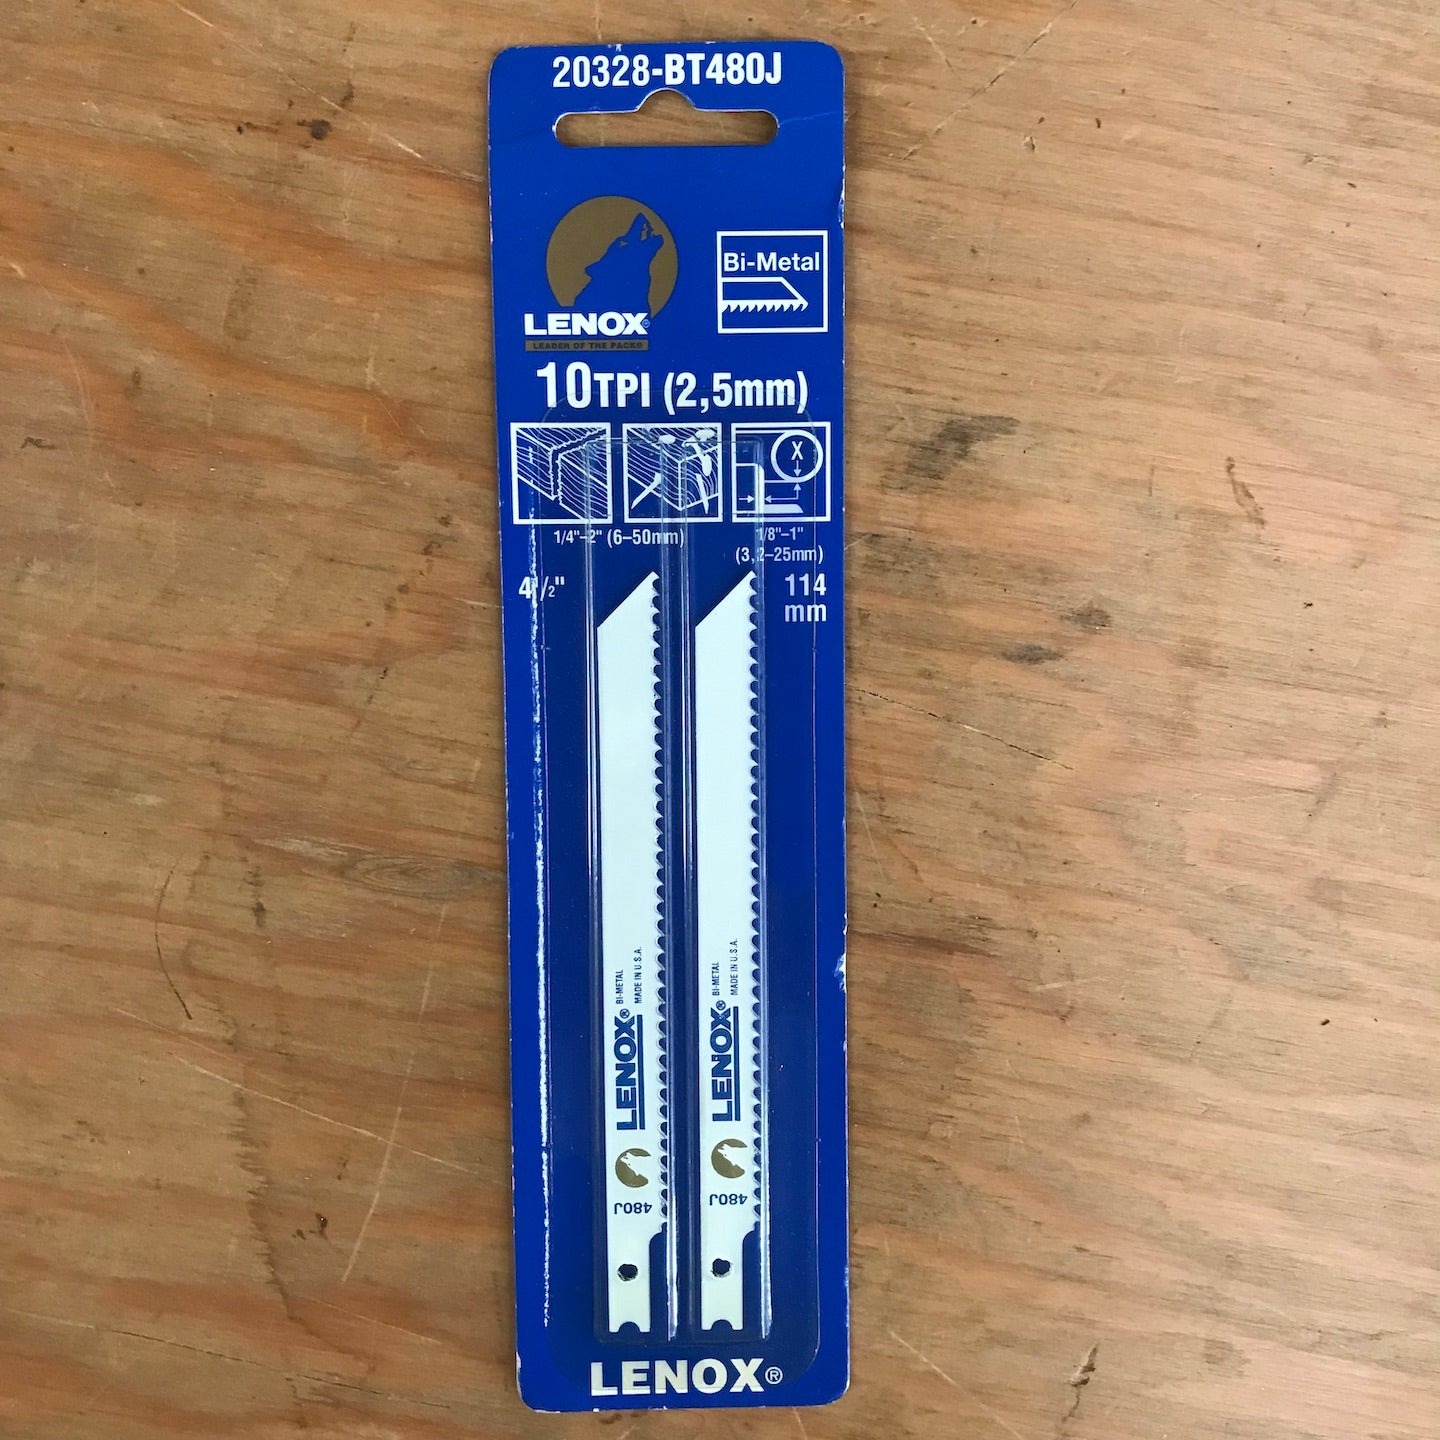 20328-BT480J
LENOX®
LEADER OF THE PACK®
Bi-Metal
10TPI (2,5mm)
X
1/4"–2" (6–50mm)
1/8"–1"
(3,2–25mm)
4 1/2"
114
mm
LENOX® BI-METAL
MADE IN U.S.A.
480J
LENOX® BI-METAL
MADE IN U.S.A.
480J
LENOX®